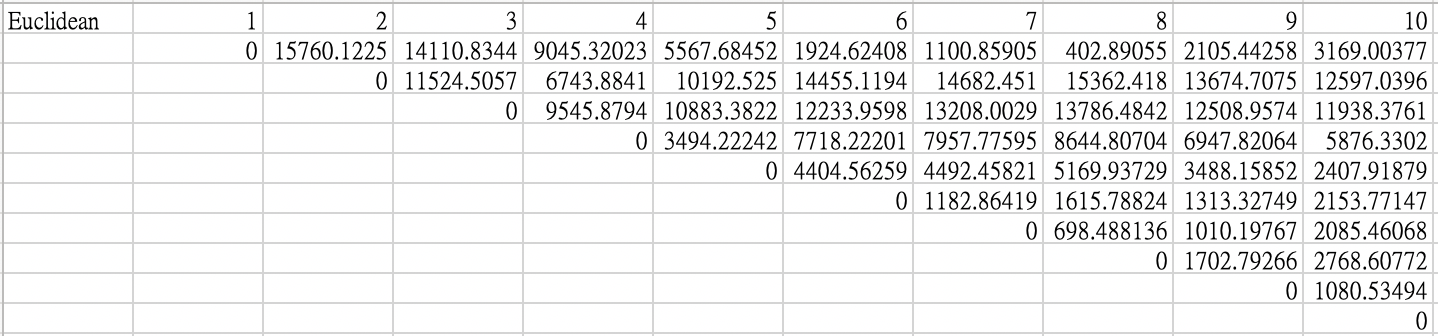 Euclidean 1 2 3 4 5 6 7 8 9 10
0 15760.1225 14110.8344 9045.32023 5567.68452 1924.62408 1100.85905 402.89055 2105.44258 3169.00377
0 11524.5057 6743.8841 10192.525 14455.1194 14682.451 15362.418 13674.7075 12597.0396
0 9545.8794 10883.3822 12233.9598 13208.0029 13786.4842 12508.9574 11938.3761
0 3494.22242 7718.22201 7957.77595 8644.80704 6947.82064 5876.3302
0 4404.56259 4492.45821 5169.93729 3488.15852 2407.91879
0 1182.86419 1615.78824 1313.32749 2153.77147
0 698.488136 1010.19767 2085.46068
0 1702.79266 2768.60772
0 1080.53494
0